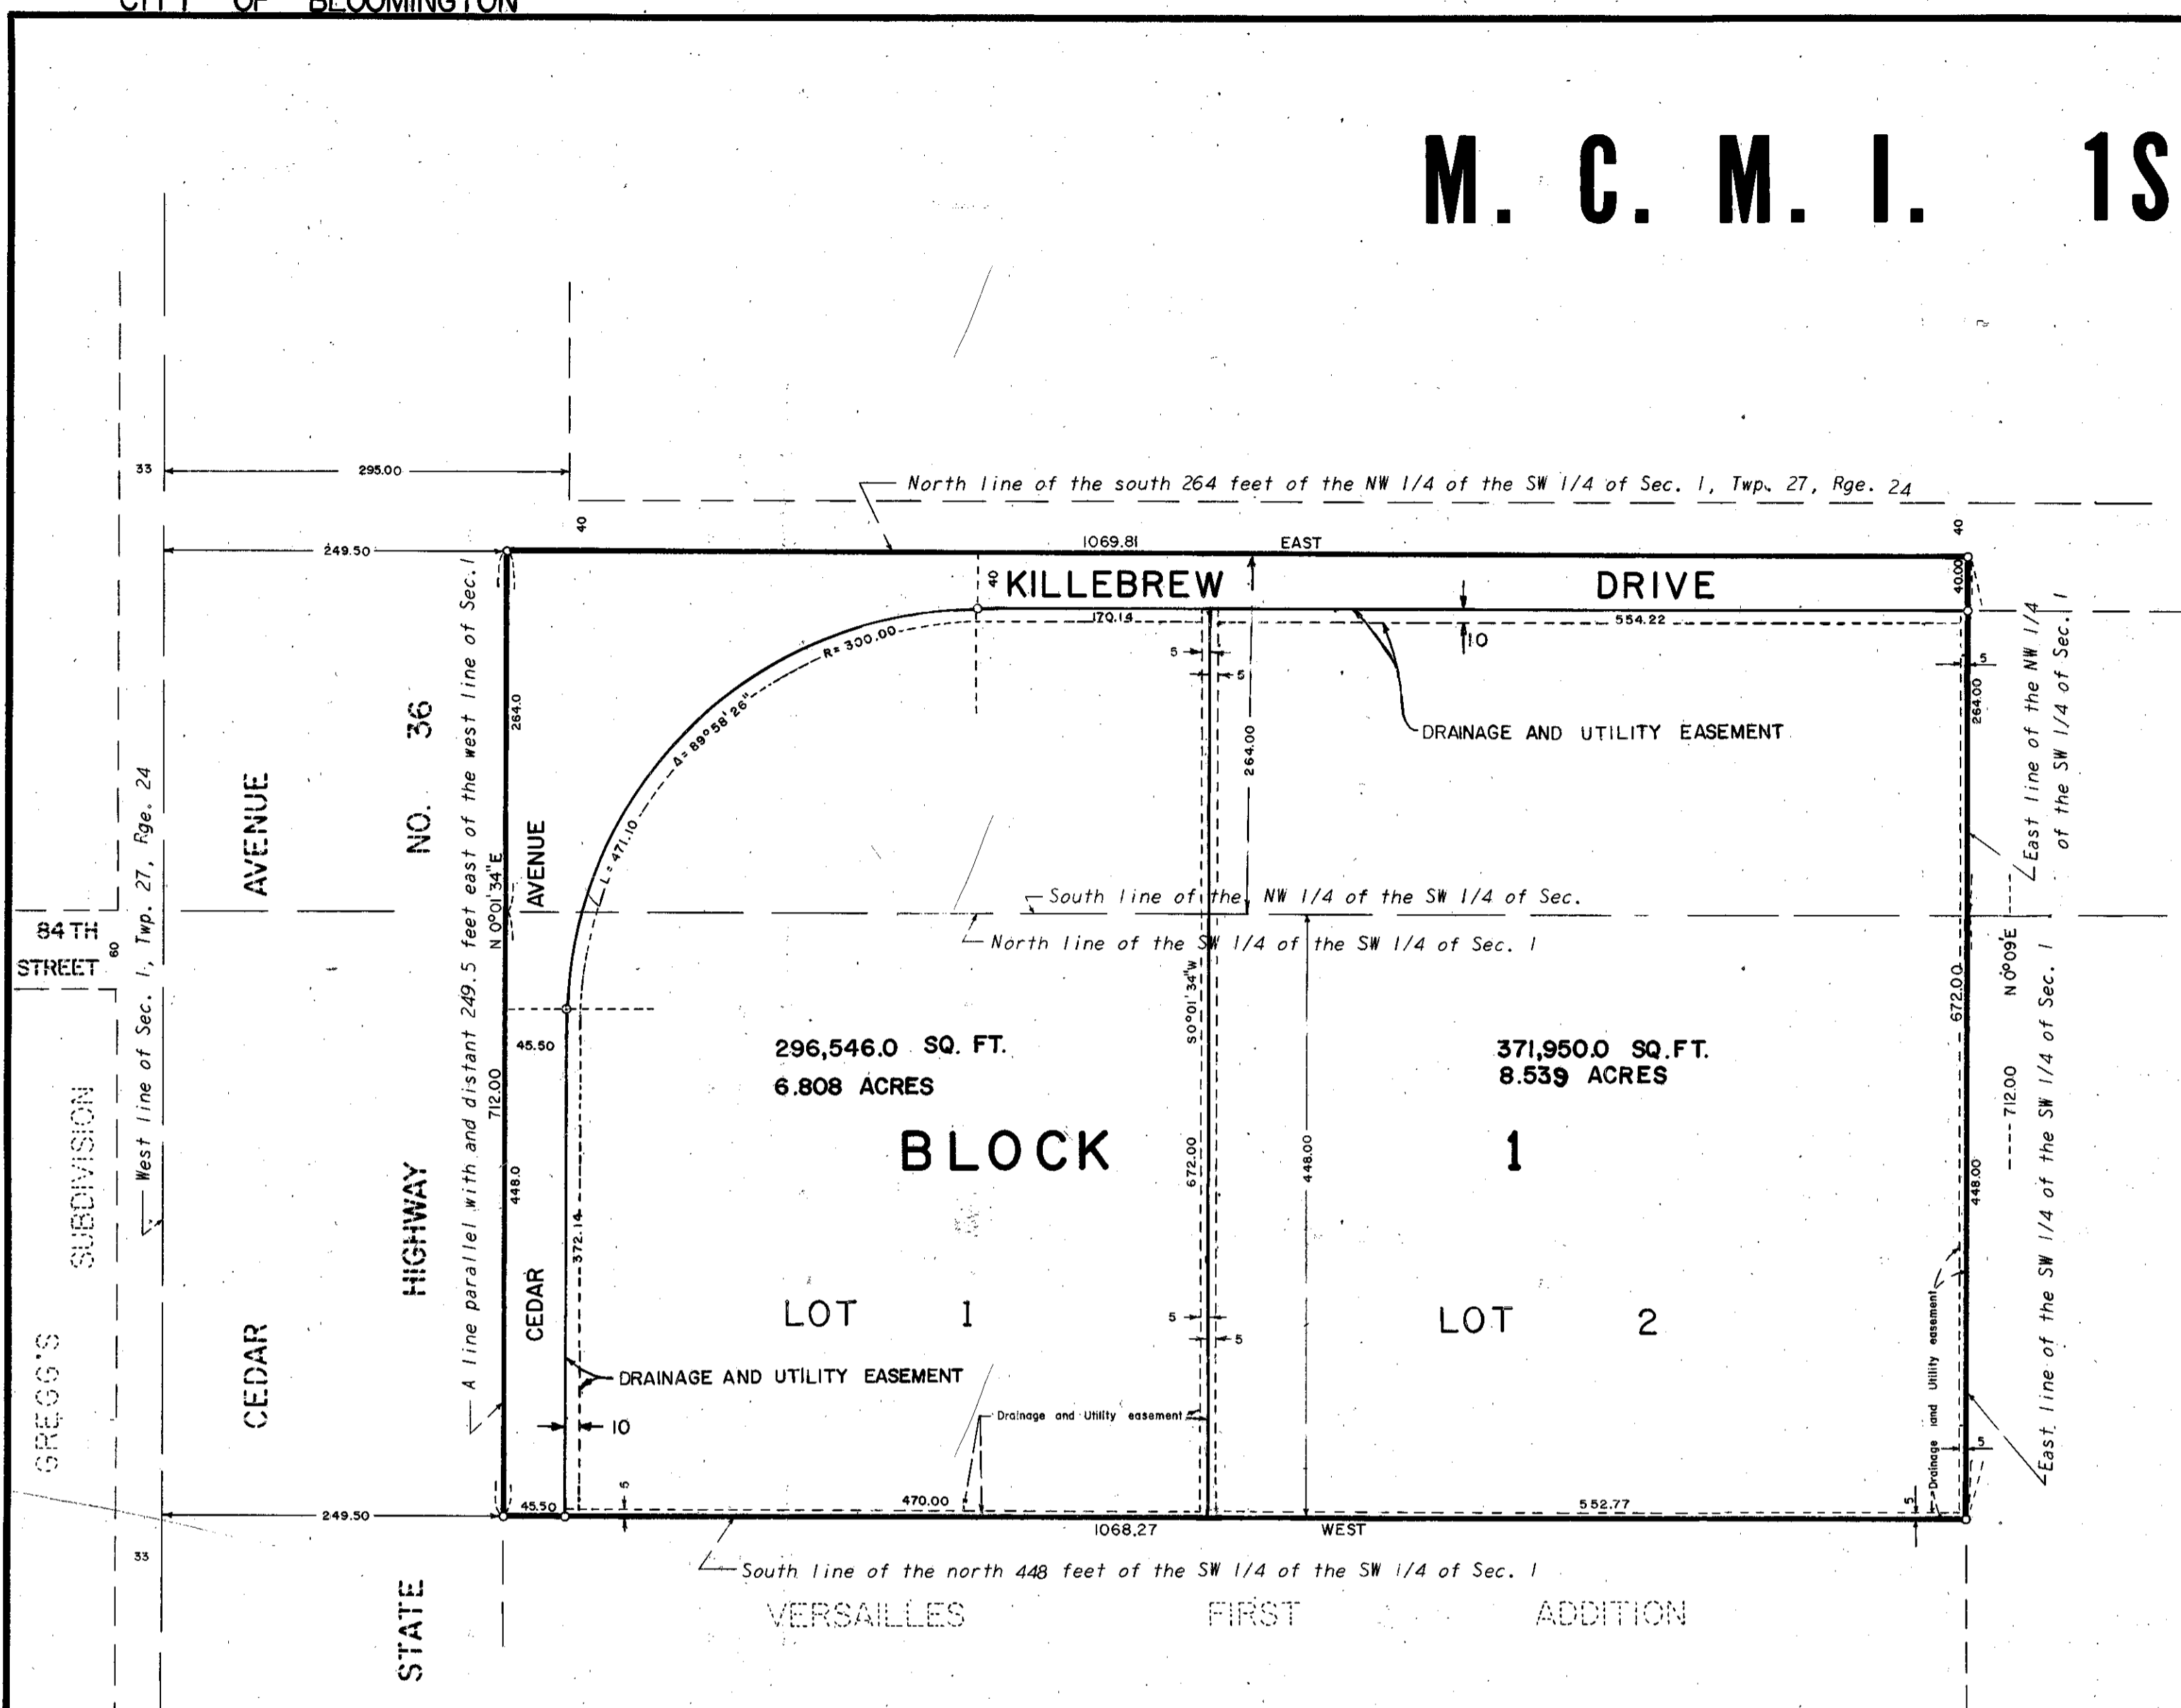 CITY OF BLOOMINGTON
M. C. M. I. 1S
33
295.00
North line of the south 264 feet of the NW 1/4 of the SW 1/4 of Sec. 1, Twp. 27, Rge. 24
40
40
249.50
1069.81 EAST
40
KILLEBREW DRIVE
40.00
170.14
554.22
10
R= 300.00
Δ= 89°58'26"
L= 471.10
5
5
5
264.0
264.00
264.00
DRAINAGE AND UTILITY EASEMENT
East line of the NW 1/4
of the SW 1/4 of Sec. 1
AVENUE
NO. 36
West line of Sec. 1, Twp. 27, Rge. 24
A line parallel with and distant 249.5 feet east of the west line of Sec. 1
N 0°01'34"E
AVENUE
South line of the NW 1/4 of the SW 1/4 of Sec.
North line of the SW 1/4 of the SW 1/4 of Sec. 1
84TH
STREET
60
S 0°01'34"W
672.00
N 0°09'E
712.00
45.50
296,546.0 SQ. FT.
6.808 ACRES
371,950.0 SQ.FT.
8.539 ACRES
712.00
BLOCK 1
672.00
448.00
448.0
448.00
372.14
SUBDIVISION
GREGG'S
HIGHWAY
CEDAR
CEDAR
LOT 1
LOT 2
5
5
DRAINAGE AND UTILITY EASEMENT
10
Drainage and Utility easement
Drainage and Utility easement
5
East line of the SW 1/4 of the SW 1/4 of Sec. 1
249.50
45.50
5
470.00
552.77
5
1068.27 WEST
33
South line of the north 448 feet of the SW 1/4 of the SW 1/4 of Sec. 1
STATE
VERSAILLES FIRST ADDITION